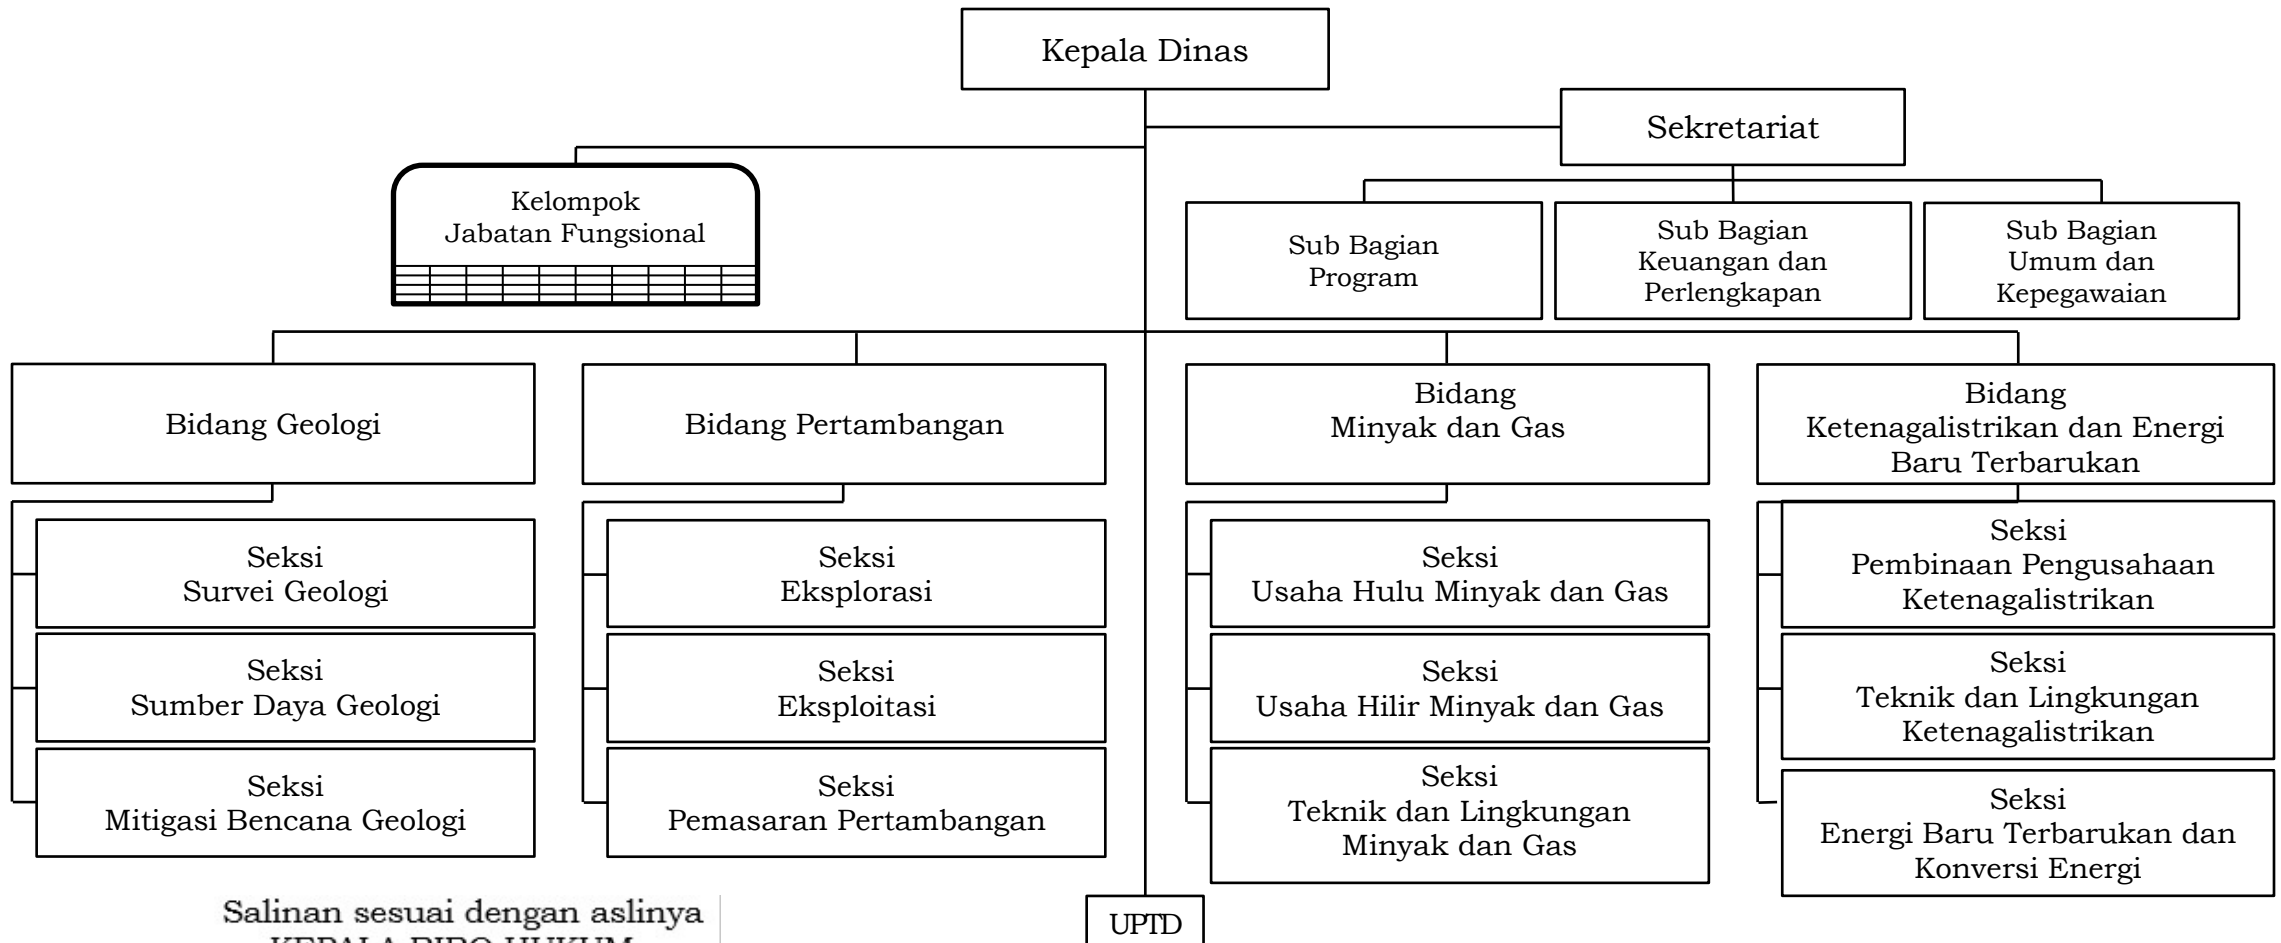 Kepala Dinas
Sekretariat
Kelompok
Jabatan Fungsional
Sub Bagian
Program
Sub Bagian
Keuangan dan
Perlengkapan
Sub Bagian
Umum dan
Kepegawaian
Bidang Geologi
Bidang Pertambangan
Bidang
Minyak dan Gas
Bidang
Ketenagalistrikan dan Energi
Baru Terbarukan
Seksi
Survei Geologi
Seksi
Sumber Daya Geologi
Seksi
Mitigasi Bencana Geologi
Seksi
Eksplorasi
Seksi
Eksploitasi
Seksi
Pemasaran Pertambangan
Seksi
Usaha Hulu Minyak dan Gas
Seksi
Usaha Hilir Minyak dan Gas
Seksi
Teknik dan Lingkungan
Minyak dan Gas
Seksi
Pembinaan Pengusahaan
Ketenagalistrikan
Seksi
Teknik dan Lingkungan
Ketenagalistrikan
Seksi
Energi Baru Terbarukan dan
Konversi Energi
UPTD
Salinan sesuai dengan aslinya
KEPALA BIRO HUKUM